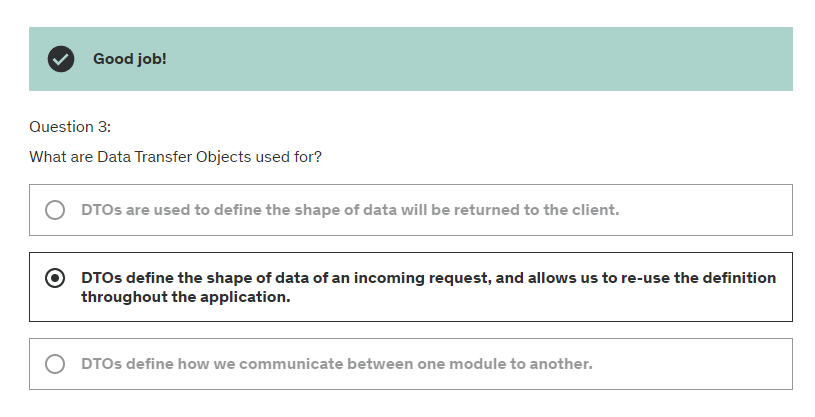 Good job!
Question 3:
What are Data Transfer Objects used for?
DTOs are used to define the shape of data will be returned to the client.
DTOs define the shape of data of an incoming request, and allows us to re-use the definition
throughout the application.
DTOs define how we communicate between one module to another.